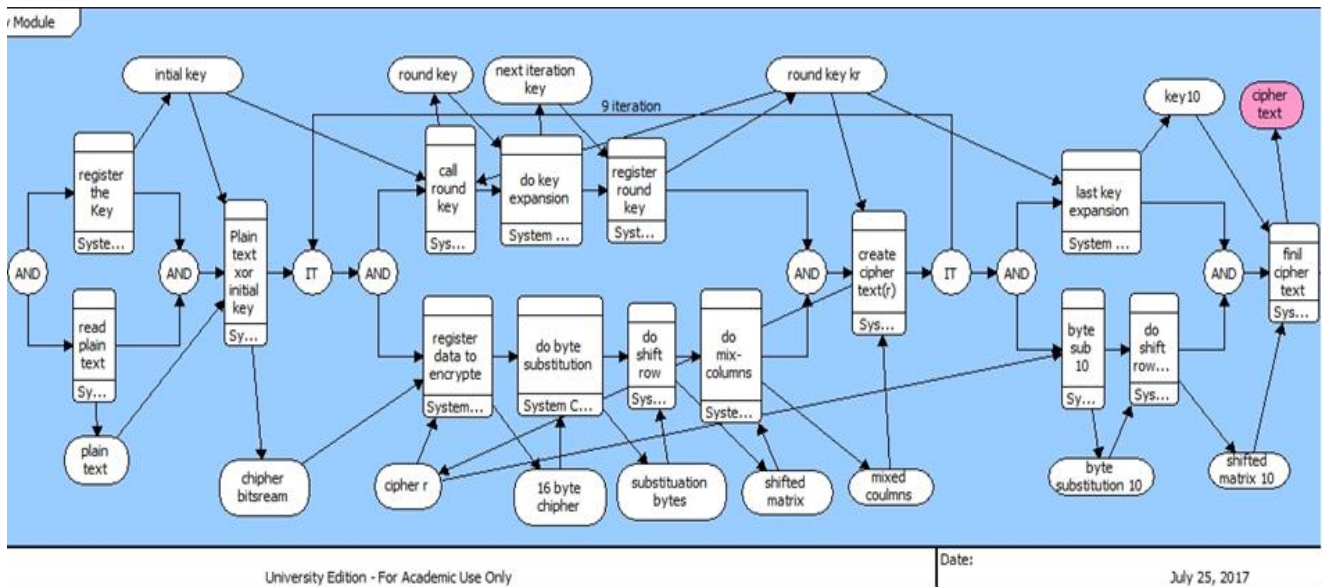 y Module
intial key
round key
next iteration
key
round key kr
key10
cipher
text
9 iteration
register
the
Key
Syste...
call
round
key
Sys...
do key
expansion
System ...
register
round
key
Syst...
last key
expansion
System ...
AND
AND
Plain
text
xor
initial
key
Sy...
IT
AND
AND
create
cipher
text(r)
Sys...
IT
AND
AND
finil
cipher
text
Sys...
read
plain
text
Sy...
register
data to
encrypte
System...
do byte
substitution
System C...
do
shift
row
Sys...
do
mix-
columns
Syste...
byte
sub
10
Sy...
do
shift
row...
Sys...
plain
text
chipher
bitsream
cipher r
16 byte
chipher
substituation
bytes
shifted
matrix
mixed
coulmns
byte
substitution 10
shifted
matrix 10
University Edition - For Academic Use Only
Date:
July 25, 2017